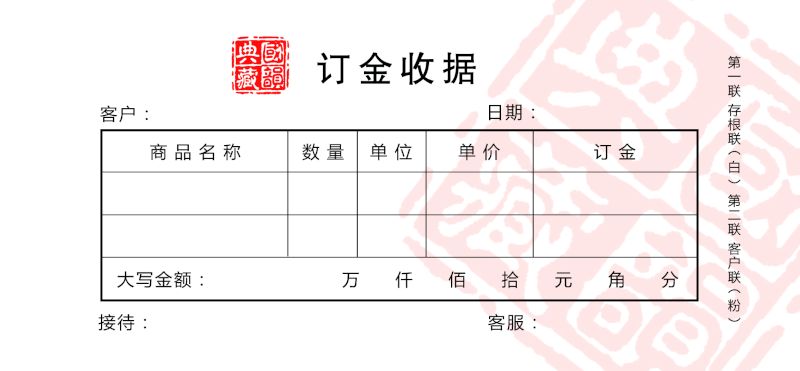 國韻典藏
订金收据
客户：
日期：
商品名称 数量 单位 单价 订金
大写金额： 万 仟 佰 拾 元 角 分
接待：
客服：
第一联 存根联（白） 第二联 客户联（粉）